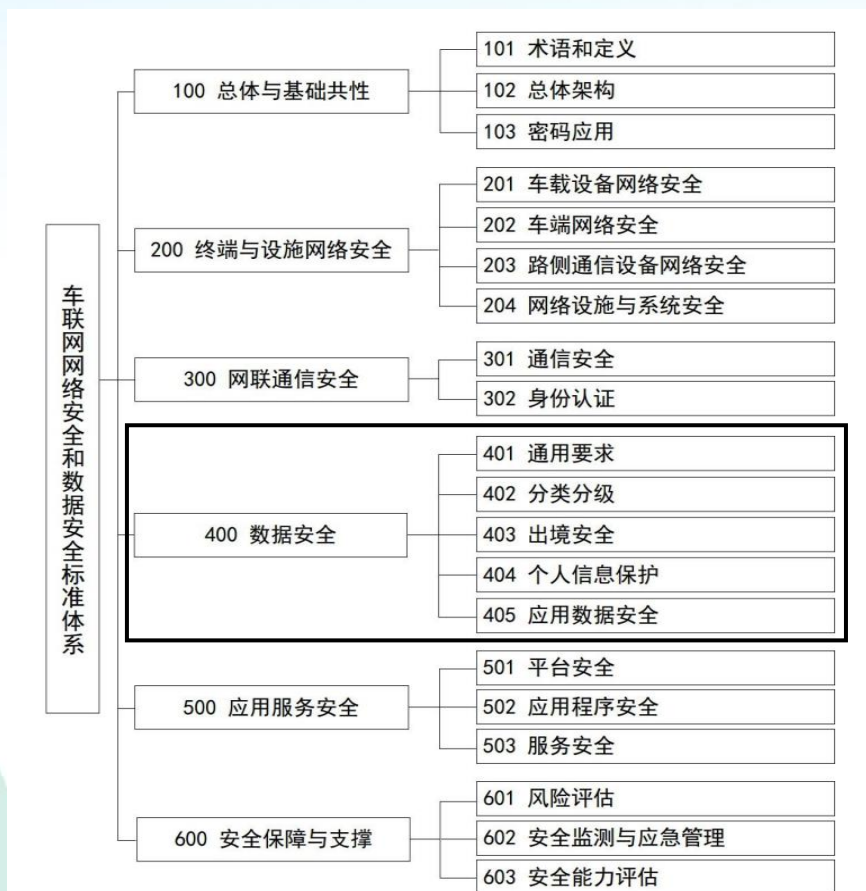 车联网网络安全和数据安全标准体系
100 总体与基础共性
101 术语和定义
102 总体架构
103 密码应用
200 终端与设施网络安全
201 车载设备网络安全
202 车端网络安全
203 路侧通信设备网络安全
204 网络设施与系统安全
300 网联通信安全
301 通信安全
302 身份认证
400 数据安全
401 通用要求
402 分类分级
403 出境安全
404 个人信息保护
405 应用数据安全
500 应用服务安全
501 平台安全
502 应用程序安全
503 服务安全
600 安全保障与支撑
601 风险评估
602 安全监测与应急管理
603 安全能力评估